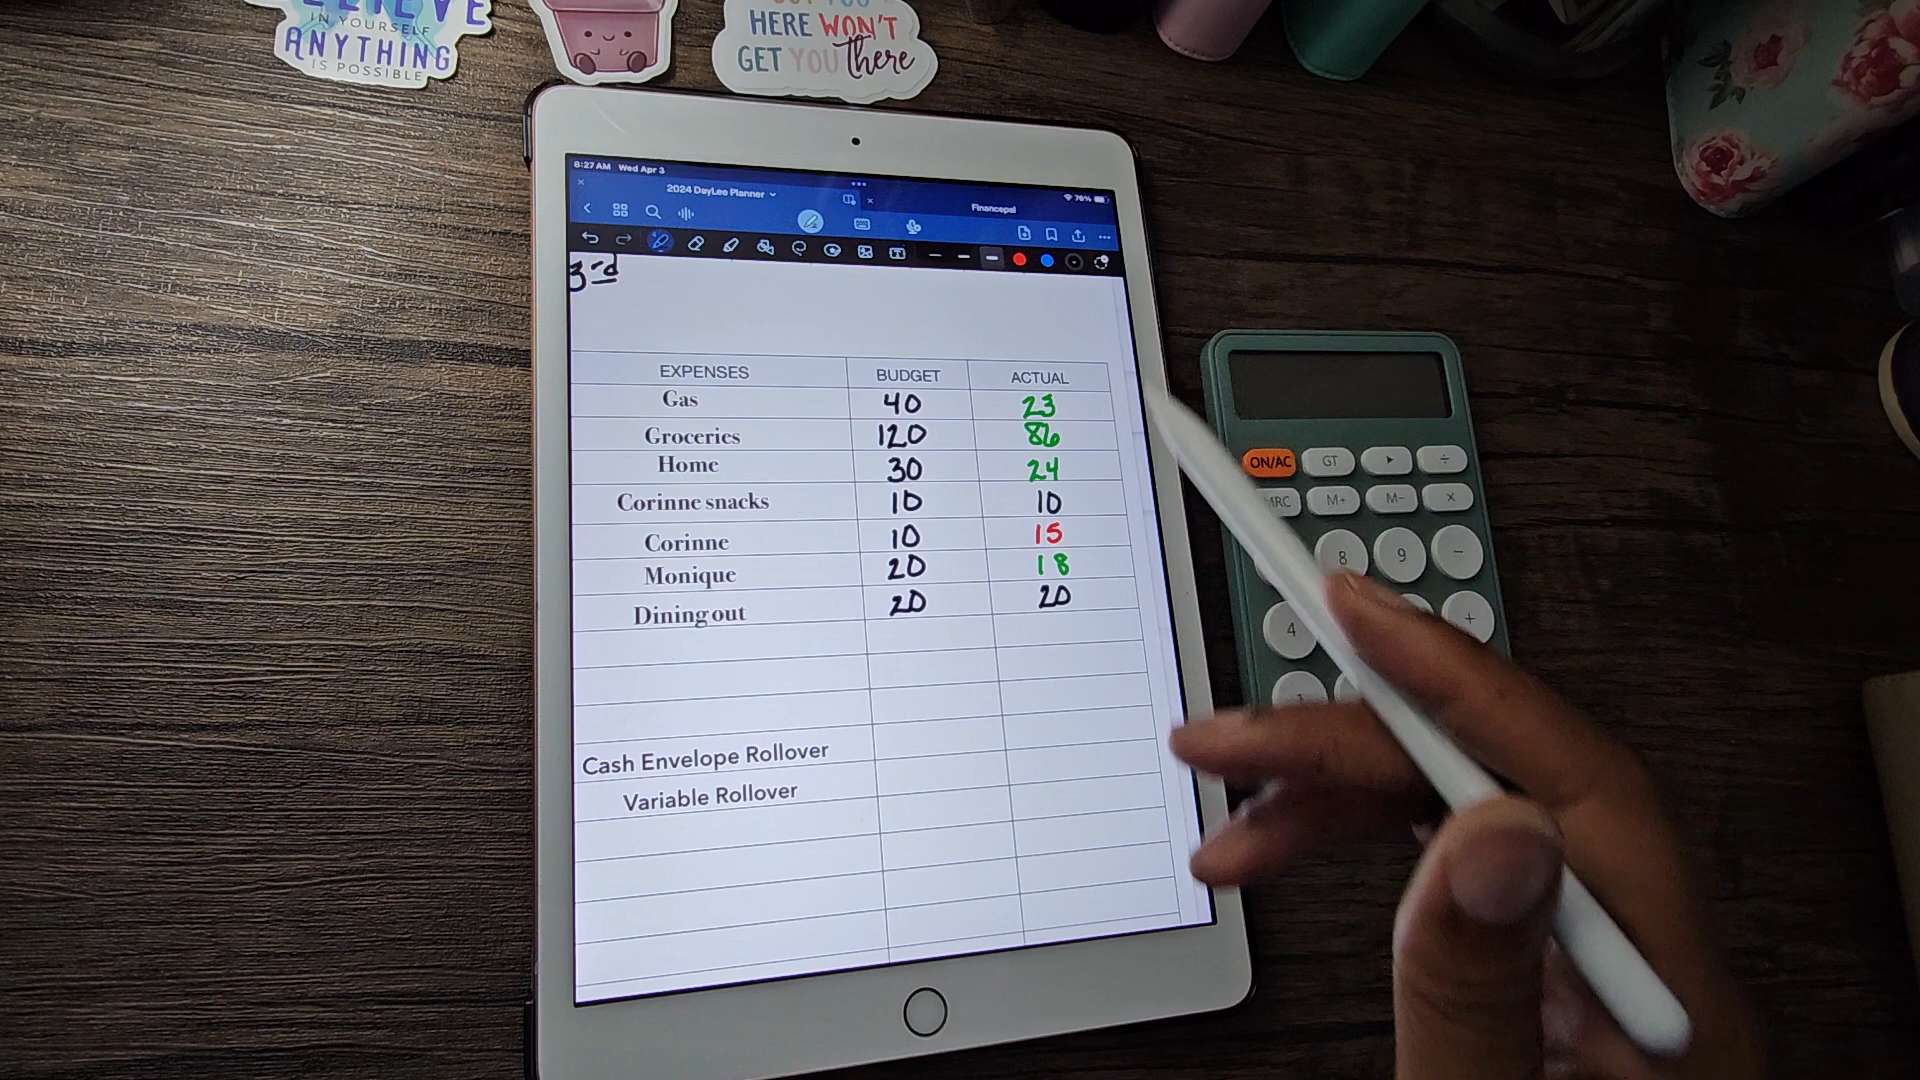 IN YOURSELF
ANYTHING
IS POSSIBLE
HERE WON'T
GET YOU there
8:27 AM Wed Apr 3
76%
2024 DayLee Planner
Financepal
3rd
EXPENSES BUDGET ACTUAL
Gas 40 23
Groceries 120 86
Home 30 24
Corinne snacks 10 10
Corinne 10 15
Monique 20 18
Dining out 20 20
Cash Envelope Rollover
Variable Rollover
ON/AC GT ÷
M+ M- ×
8 9 −
4 +